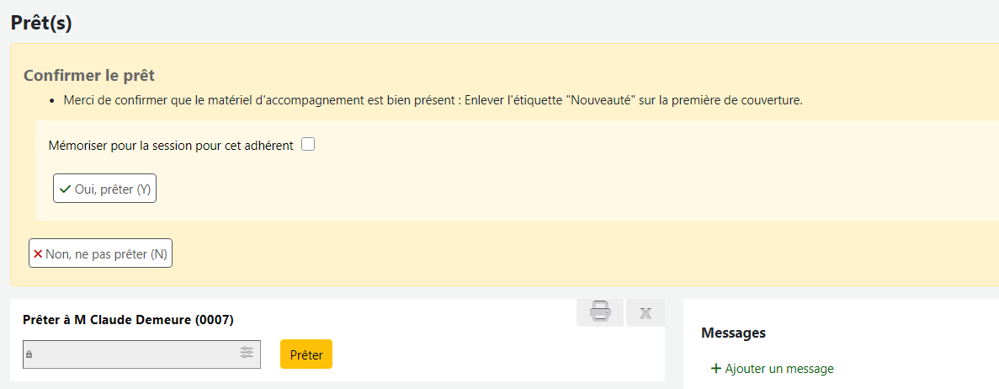 Prêt(s)
Confirmer le prêt
• Merci de confirmer que le matériel d'accompagnement est bien présent : Enlever l'étiquette "Nouveauté" sur la première de couverture.
Mémoriser pour la session pour cet adhérent
Oui, prêter (Y)
Non, ne pas prêter (N)
Prêter à M Claude Demeure (0007)
x
Prêter
Messages
+ Ajouter un message